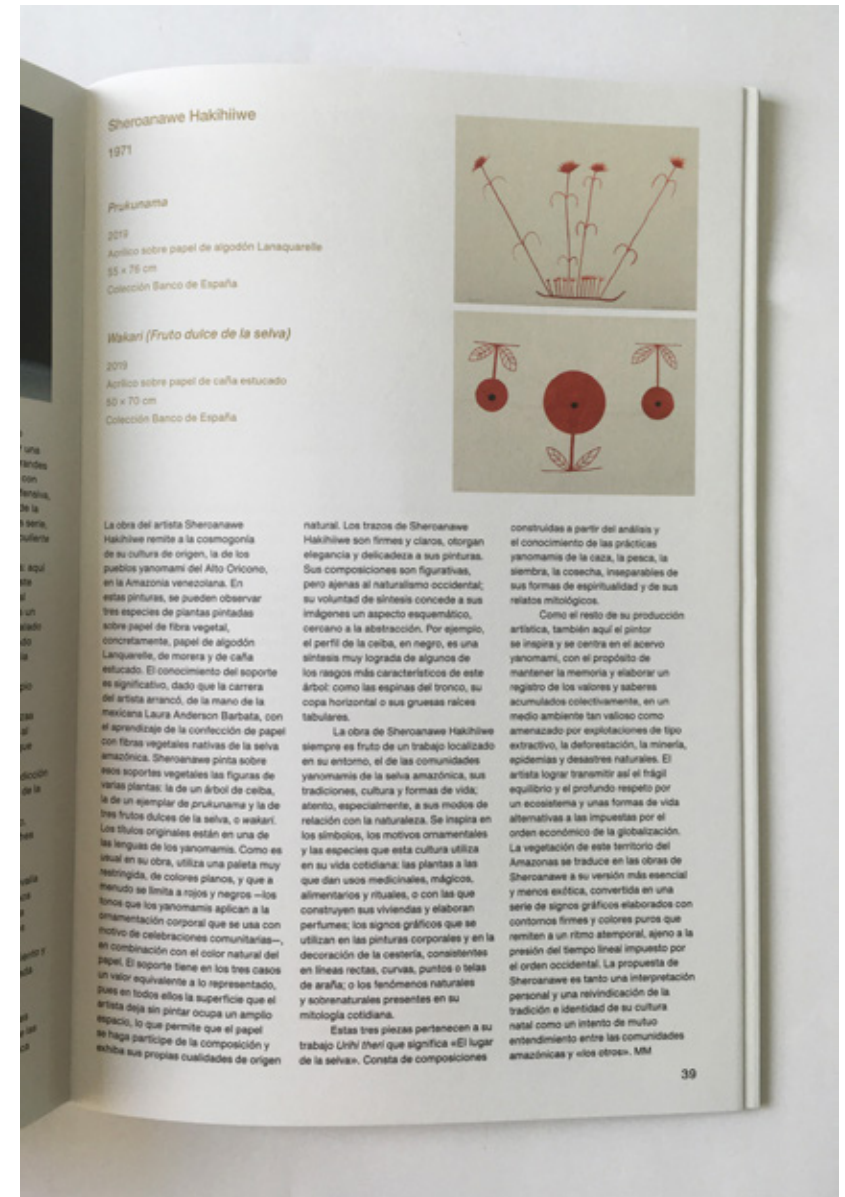 Sheroanawe Hakihiiwe
1971
Prukunama
2019
Acrílico sobre papel de algodón Lanaquarelle
55 × 76 cm
Colección Banco de España
Wakari (Fruto dulce de la selva)
2019
Acrílico sobre papel de caña estucado
50 × 70 cm
Colección Banco de España
una
con
de la
serie,
aquí
un
La obra del artista Sheroanawe
Hakihiiwe remite a la cosmogonía
de su cultura de origen, la de los
pueblos yanomami del Alto Oricono,
en la Amazonia venezolana. En
estas pinturas, se pueden observar
tres especies de plantas pintadas
sobre papel de fibra vegetal,
concretamente, papel de algodón
Lanquarelle, de morera y de caña
estucado. El conocimiento del soporte
es significativo, dado que la carrera
del artista arrancó, de la mano de la
mexicana Laura Anderson Barbata, con
el aprendizaje de la confección de papel
con fibras vegetales nativas de la selva
amazónica. Sheroanawe pinta sobre
esos soportes vegetales las figuras de
varias plantas: la de un árbol de ceiba,
la de un ejemplar de prukunama y la de
tres frutos dulces de la selva, o wakari.
Los títulos originales están en una de
las lenguas de los yanomamis. Como es
usual en su obra, utiliza una paleta muy
restringida, de colores planos, y que a
menudo se limita a rojos y negros —los
tonos que los yanomamis aplican a la
ornamentación corporal que se usa con
motivo de celebraciones comunitarias—,
en combinación con el color natural del
papel. El soporte tiene en los tres casos
un valor equivalente a lo representado,
pues en todos ellos la superficie que el
artista deja sin pintar ocupa un amplio
espacio, lo que permite que el papel
se haga partícipe de la composición y
exhiba sus propias cualidades de origen
natural. Los trazos de Sheroanawe
Hakihiiwe son firmes y claros, otorgan
elegancia y delicadeza a sus pinturas.
Sus composiciones son figurativas,
pero ajenas al naturalismo occidental;
su voluntad de síntesis concede a sus
imágenes un aspecto esquemático,
cercano a la abstracción. Por ejemplo,
el perfil de la ceiba, en negro, es una
síntesis muy lograda de algunos de
los rasgos más característicos de este
árbol: como las espinas del tronco, su
copa horizontal o sus gruesas raíces
tabulares.
La obra de Sheroanawe Hakihiiwe
siempre es fruto de un trabajo localizado
en su entorno, el de las comunidades
yanomamis de la selva amazónica, sus
tradiciones, cultura y formas de vida;
atento, especialmente, a sus modos de
relación con la naturaleza. Se inspira en
los símbolos, los motivos ornamentales
y las especies que esta cultura utiliza
en su vida cotidiana: las plantas a las
que dan usos medicinales, mágicos,
alimentarios y rituales, o con las que
construyen sus viviendas y elaboran
perfumes; los signos gráficos que se
utilizan en las pinturas corporales y en la
decoración de la cestería, consistentes
en líneas rectas, curvas, puntos o telas
de araña; o los fenómenos naturales
y sobrenaturales presentes en su
mitología cotidiana.
Estas tres piezas pertenecen a su
trabajo Urihi theri que significa «El lugar
de la selva». Consta de composiciones
construidas a partir del análisis y
el conocimiento de las prácticas
yanomamis de la caza, la pesca, la
siembra, la cosecha, inseparables de
sus formas de espiritualidad y de sus
relatos mitológicos.
Como el resto de su producción
artística, también aquí el pintor
se inspira y se centra en el acervo
yanomami, con el propósito de
mantener la memoria y elaborar un
registro de los valores y saberes
acumulados colectivamente, en un
medio ambiente tan valioso como
amenazado por explotaciones de tipo
extractivo, la deforestación, la minería,
epidemias y desastres naturales. El
artista lograr transmitir así el frágil
equilibrio y el profundo respeto por
un ecosistema y unas formas de vida
alternativas a las impuestas por el
orden económico de la globalización.
La vegetación de este territorio del
Amazonas se traduce en las obras de
Sheroanawe a su versión más esencial
y menos exótica, convertida en una
serie de signos gráficos elaborados con
contornos firmes y colores puros que
remiten a un ritmo atemporal, ajeno a la
presión del tiempo lineal impuesto por
el orden occidental. La propuesta de
Sheroanawe es tanto una interpretación
personal y una reivindicación de la
tradición e identidad de su cultura
natal como un intento de mutuo
entendimiento entre las comunidades
amazónicas y «los otros». MM
39